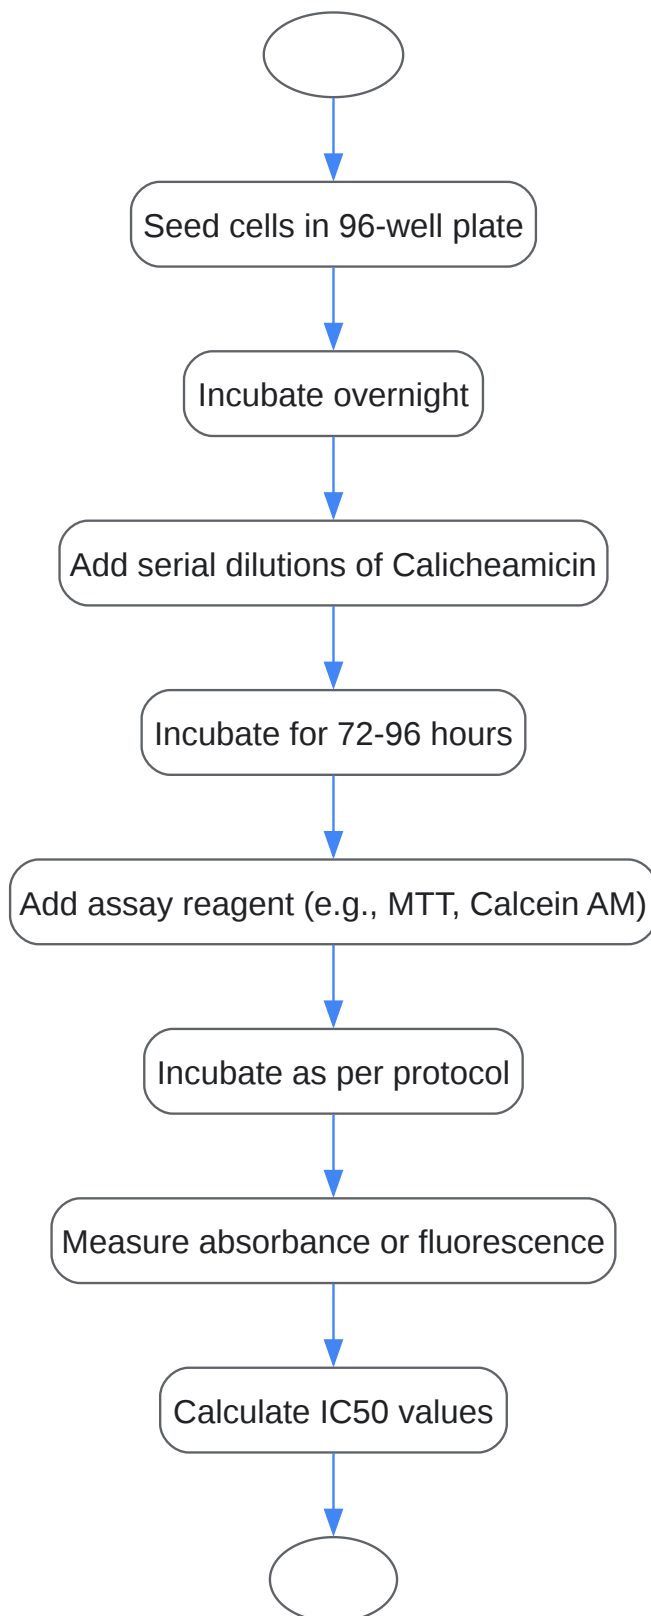 Seed cells in 96-well plate
Incubate overnight
Add serial dilutions of Calicheamicin
Incubate for 72-96 hours
Add assay reagent (e.g., MTT, Calcein AM)
Incubate as per protocol
Measure absorbance or fluorescence
Calculate IC50 values